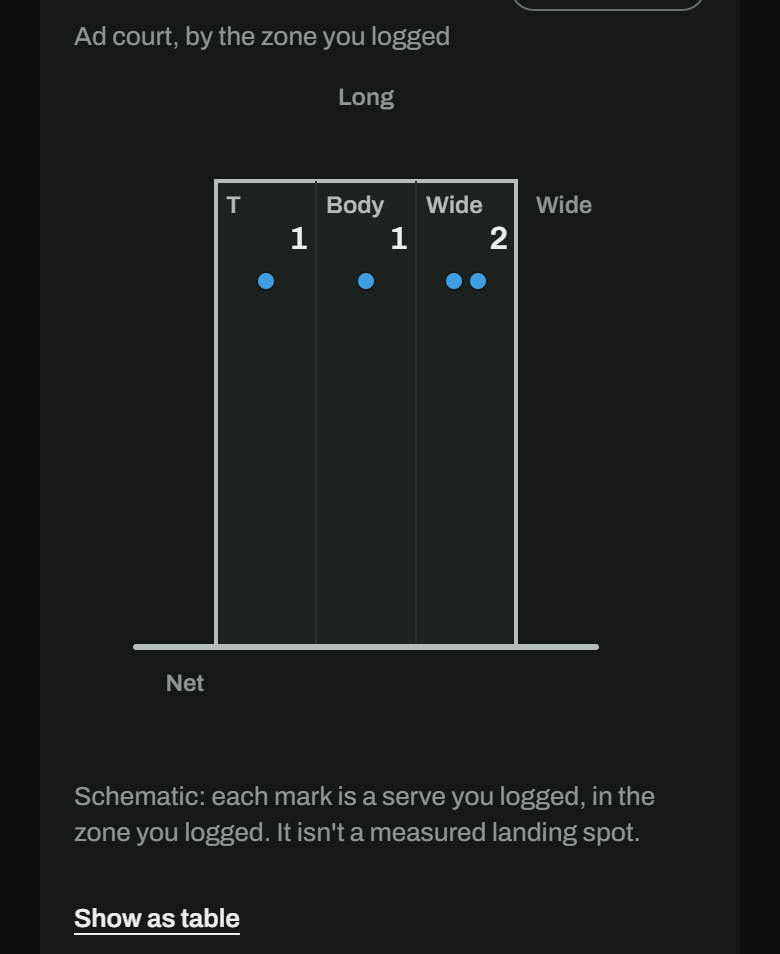 Ad court, by the zone you logged
Long
T Body Wide Wide
1 1 2
Net
Schematic: each mark is a serve you logged, in the
zone you logged. It isn't a measured landing spot.
Show as table